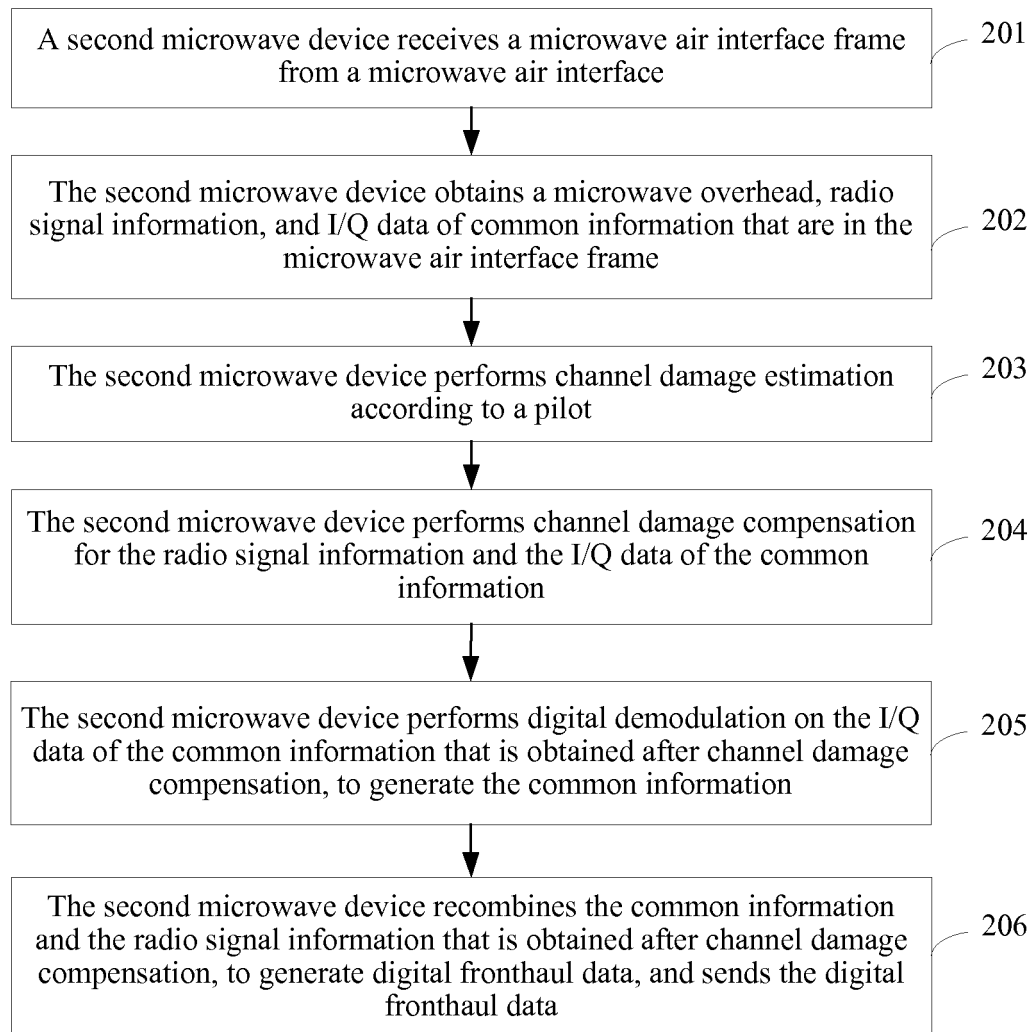 A second microwave device receives a microwave air interface frame
from a microwave air interface
201
The second microwave device obtains a microwave overhead, radio
signal information, and I/Q data of common information that are in the
microwave air interface frame
202
The second microwave device performs channel damage estimation
according to a pilot
203
The second microwave device performs channel damage compensation
for the radio signal information and the I/Q data of the common
information
204
The second microwave device performs digital demodulation on the I/Q
data of the common information that is obtained after channel damage
compensation, to generate the common information
205
The second microwave device recombines the common information
and the radio signal information that is obtained after channel damage
compensation, to generate digital fronthaul data, and sends the digital
fronthaul data
206